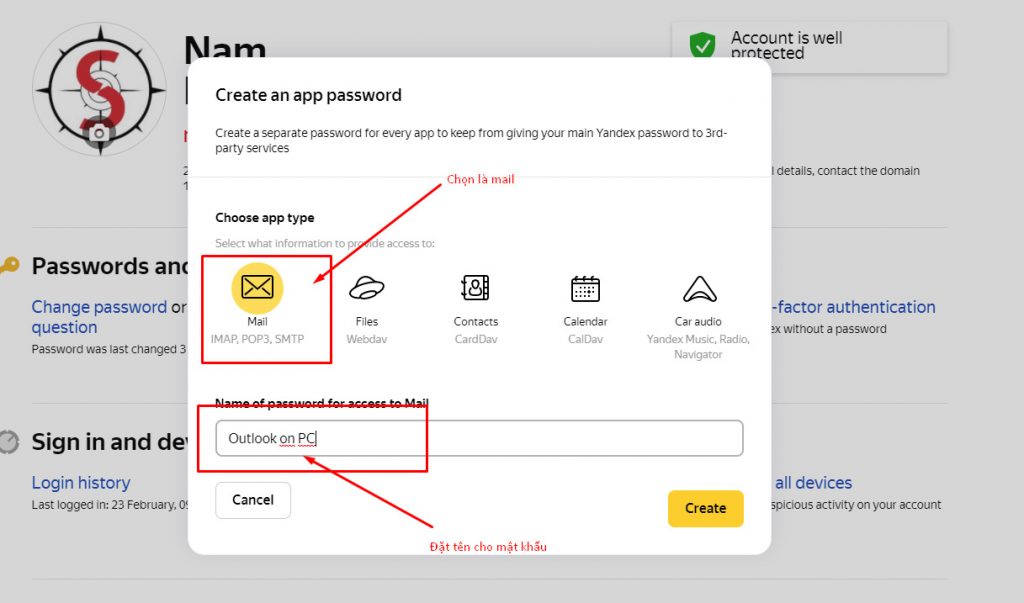 Nam
Account is well
protected
Create an app password
Create a separate password for every app to keep from giving your main Yandex password to 3rd-
party services
l details, contact the domain
Chọn là mail
Choose app type
Select what information to provide access to:
Passwords and
Mail
Files
Contacts
Calendar
Car audio
IMAP, POP3, SMTP
Webdav
CardDav
CalDav
Yandex Music, Radio,
Navigator
Change password or
question
Password was last changed 3
-factor authentication
ex without a password
Name of password for access to Mail
Outlook on PC
Sign in and dev
Login history
Last logged in: 23 February, 09
all devices
spicious activity on your account
Cancel
Create
Đặt tên cho mật khẩu